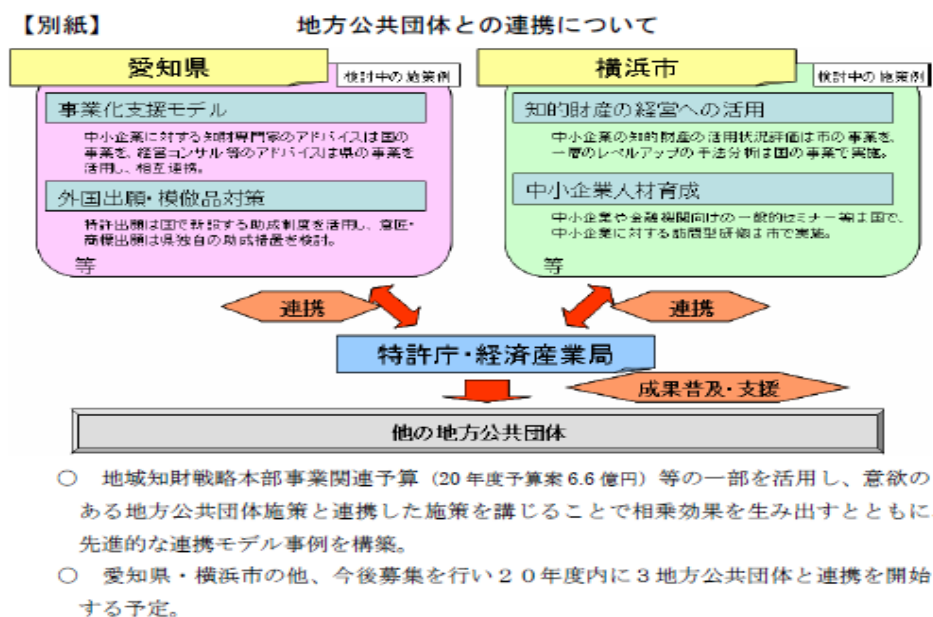 【別紙】 地方公共団体との連携について
愛知県
検討中の施策例
事業化支援モデル
中小企業に対する知財専門家のアドバイスは国の
事業を、経営コンサル等のアドバイスは県の事業を
活用し、相互連携。
外国出願・模倣品対策
特許出願は国で新設する助成制度を活用し、意匠・
商標出願は県独自の助成措置を検討。
等
横浜市
検討中の施策例
知的財産の経営への活用
中小企業の知的財産の活用状況評価は市の事業を、
一層のレベルアップの手法分析は国の事業で実施。
中小企業人材育成
中小企業や金融機関向けの一般的セミナー等は国で、
中小企業に対する訪問型研修は市で実施。
等
連携
連携
特許庁・経済産業局
成果普及・支援
他の地方公共団体
○ 地域知財戦略本部事業関連予算（20年度予算案6.6億円）等の一部を活用し、意欲の
ある地方公共団体施策と連携した施策を講じることで相乗効果を生み出すとともに
先進的な連携モデル事例を構築。
○ 愛知県・横浜市の他、今後募集を行い２０年度内に３地方公共団体と連携を開始
する予定。